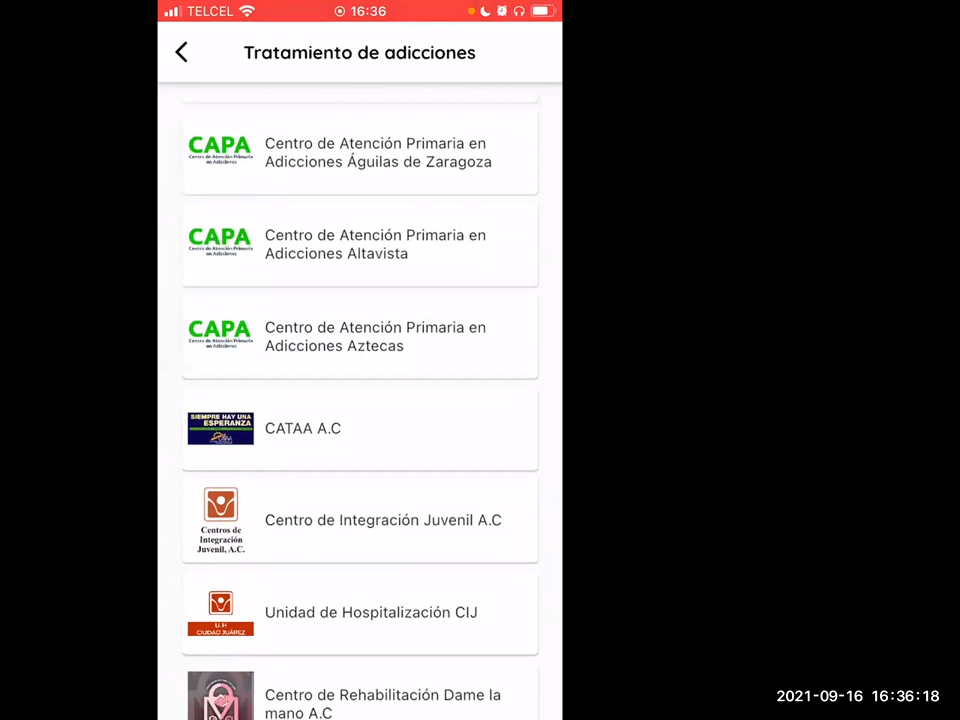 TELCEL 16:36
Tratamiento de adicciones
CAPA
Centro de Atención Primaria
en Adicciones
Centro de Atención Primaria en
Adicciones Águilas de Zaragoza
CAPA
Centro de Atención Primaria
en Adicciones
Centro de Atención Primaria en
Adicciones Altavista
CAPA
Centro de Atención Primaria
en Adicciones
Centro de Atención Primaria en
Adicciones Aztecas
SIEMPRE HAY UNA
ESPERANZA
CATAA A.C
Centros de
Integración
Juvenil, A.C.
Centro de Integración Juvenil A.C
U.H
CIUDAD JUÁREZ
Unidad de Hospitalización CIJ
Centro de Rehabilitación Dame la
mano A.C
2021-09-16 16:36:18